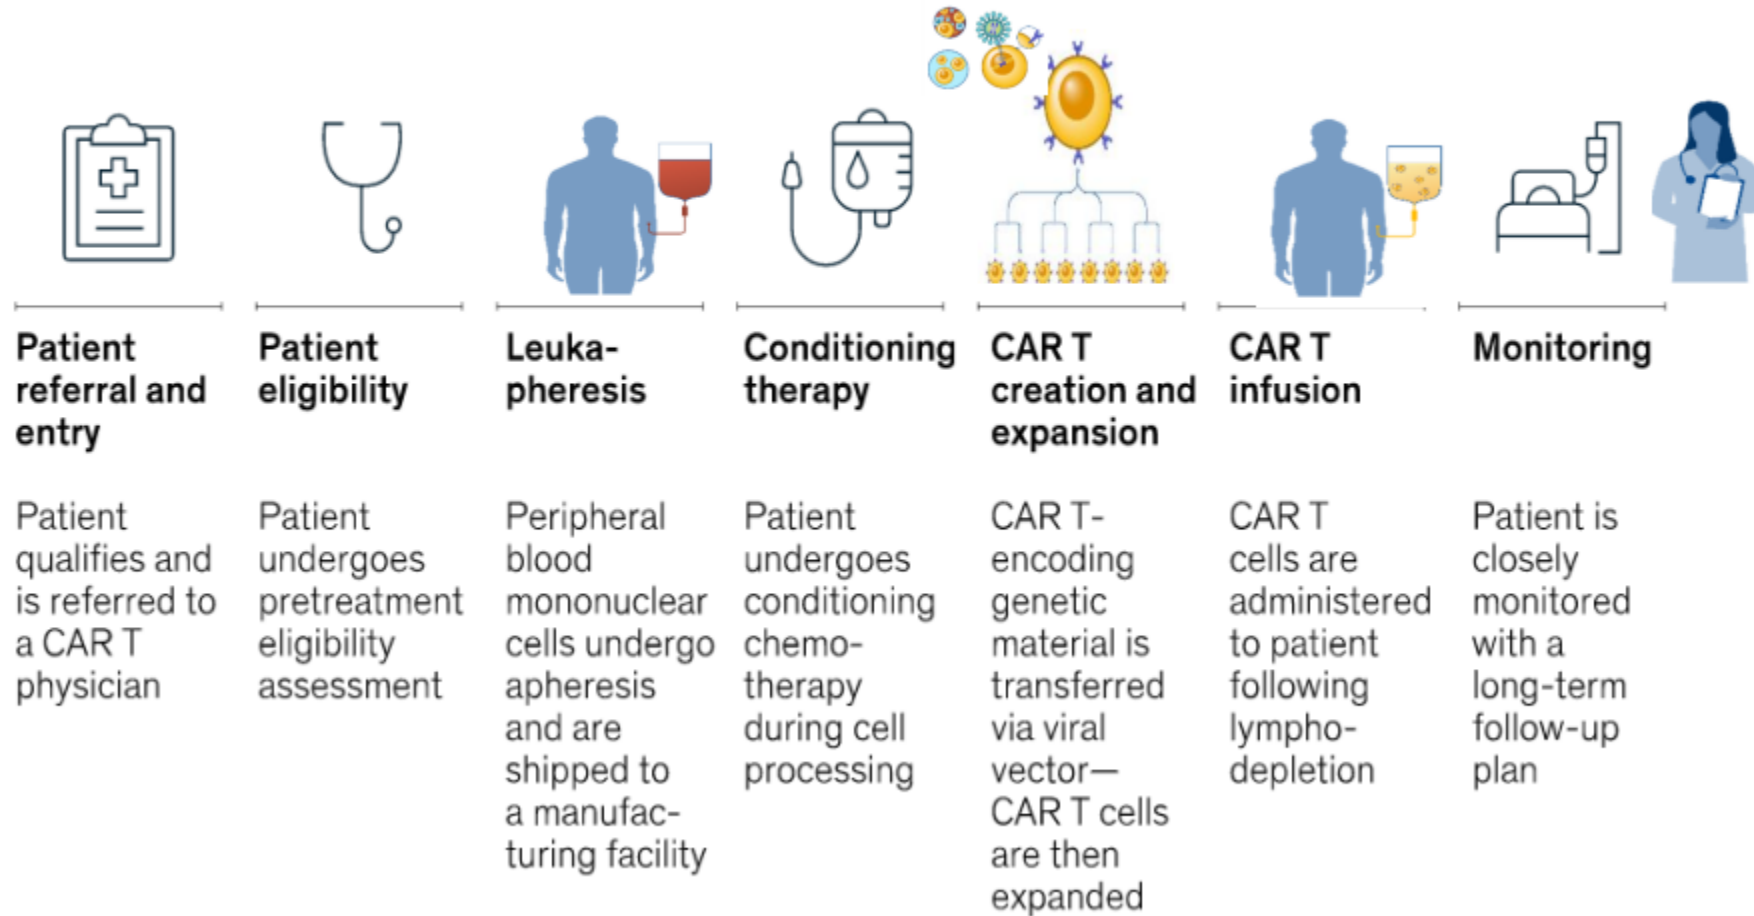 Patient
referral and
entry
Patient
qualifies and
is referred to
a CAR T
physician
Patient
eligibility
Patient
undergoes
pretreatment
eligibility
assessment
Leuka-
pheresis
Peripheral
blood
mononuclear
cells undergo
apheresis
and are
shipped to
a manufac-
turing facility
Conditioning
therapy
Patient
undergoes
conditioning
chemo-
therapy
during cell
processing
CAR T
creation and
expansion
CAR T-
encoding
genetic
material is
transferred
via viral
vector—
CAR T cells
are then
expanded
CAR T
infusion
CAR T
cells are
administered
to patient
following
lympho-
depletion
Monitoring
Patient is
closely
monitored
with a
long-term
follow-up
plan